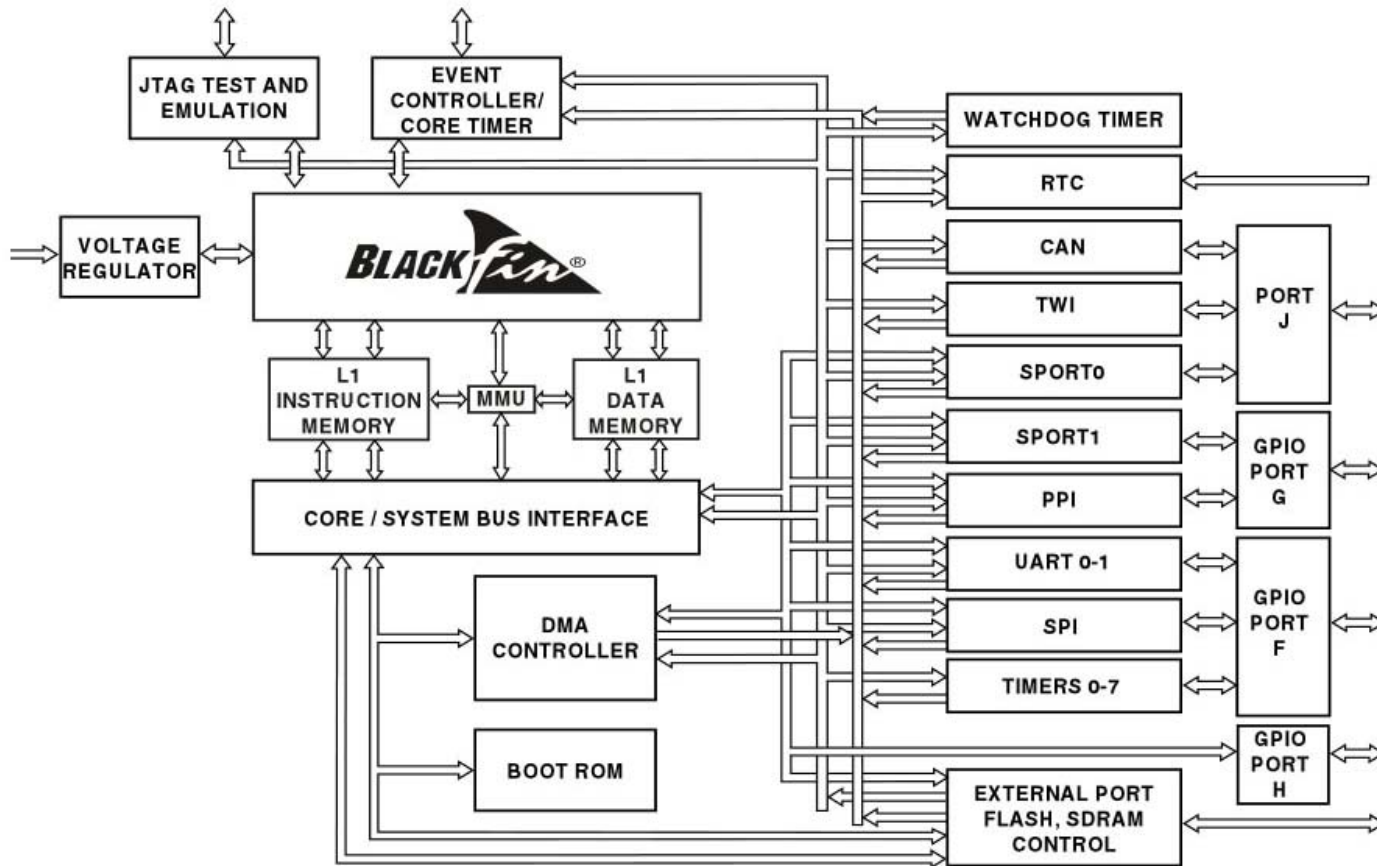 JTAG TEST AND
EMULATION
EVENT
CONTROLLER/
CORE TIMER
WATCHDOG TIMER
RTC
VOLTAGE
REGULATOR
BLACKfin®
CAN
TWI
PORT
J
L1
INSTRUCTION
MEMORY
MMU
L1
DATA
MEMORY
SPORT0
SPORT1
GPIO
PORT
G
PPI
CORE / SYSTEM BUS INTERFACE
UART 0-1
GPIO
PORT
F
DMA
CONTROLLER
SPI
TIMERS 0-7
BOOT ROM
GPIO
PORT
H
EXTERNAL PORT
FLASH, SDRAM
CONTROL